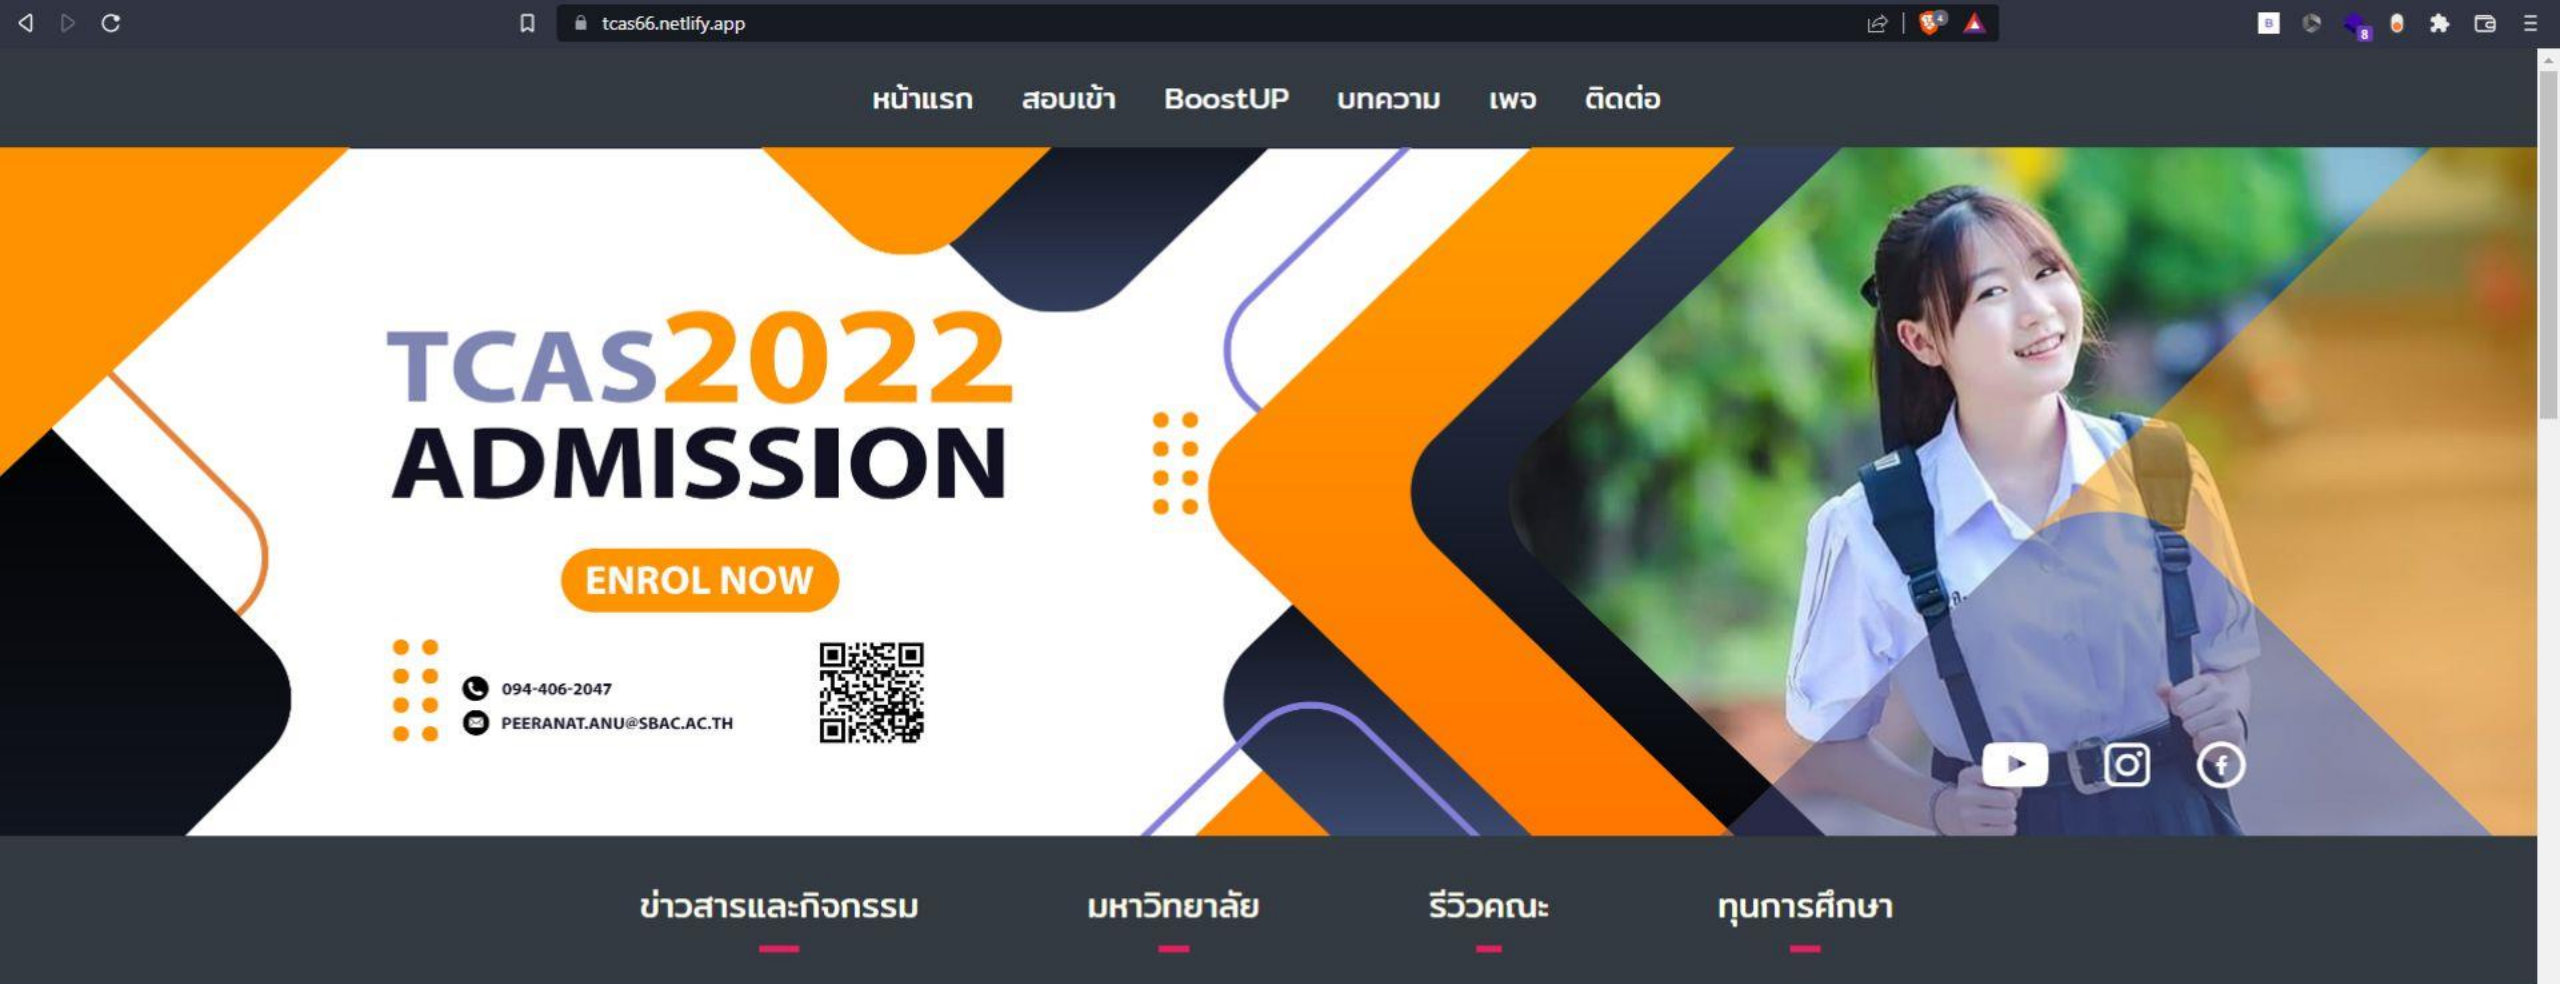 tcas66.netlify.app
4
B
8
หน้าแรก สอบเข้า BoostUP บทความ เพจ ติดต่อ
TCAS2022
ADMISSION
ENROL NOW
094-406-2047
PEERANAT.ANU@SBAC.AC.TH
ข่าวสารและกิจกรรม มหาวิทยาลัย รีวิวคณะ ทุนการศึกษา